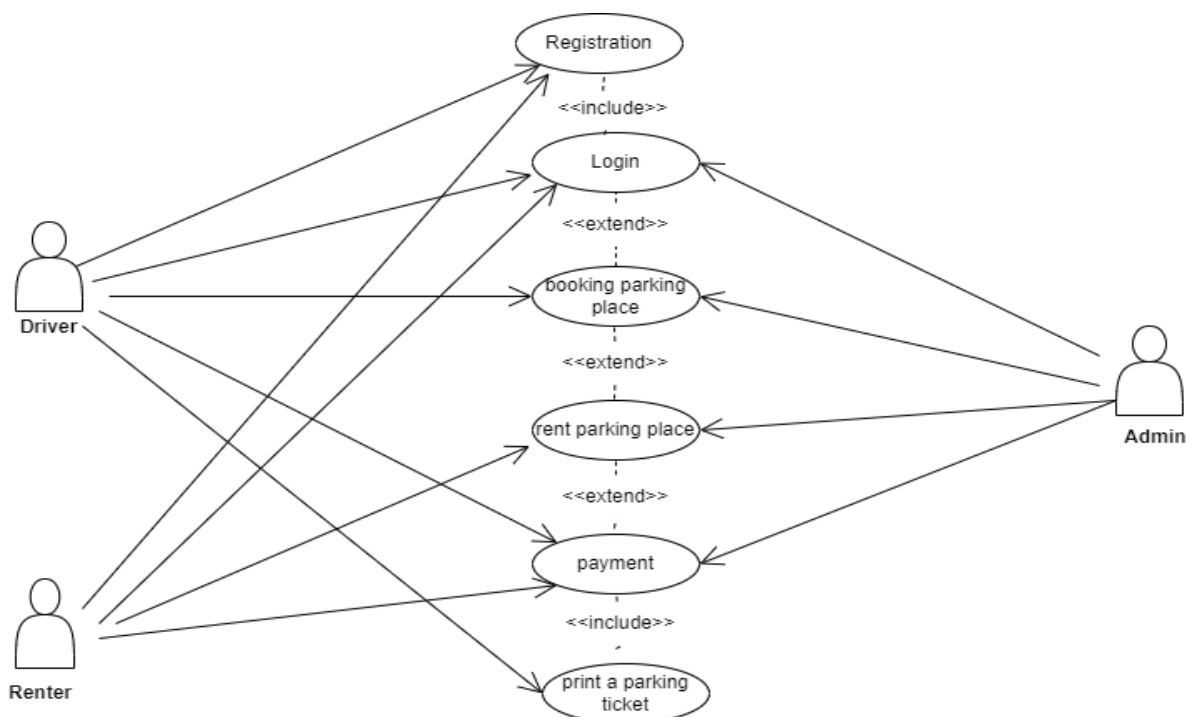 Registration
<<include>>
Login
<<extend>>
Driver
booking parking
place
<<extend>>
rent parking place
Admin
<<extend>>
payment
<<include>>
Renter
print a parking
ticket